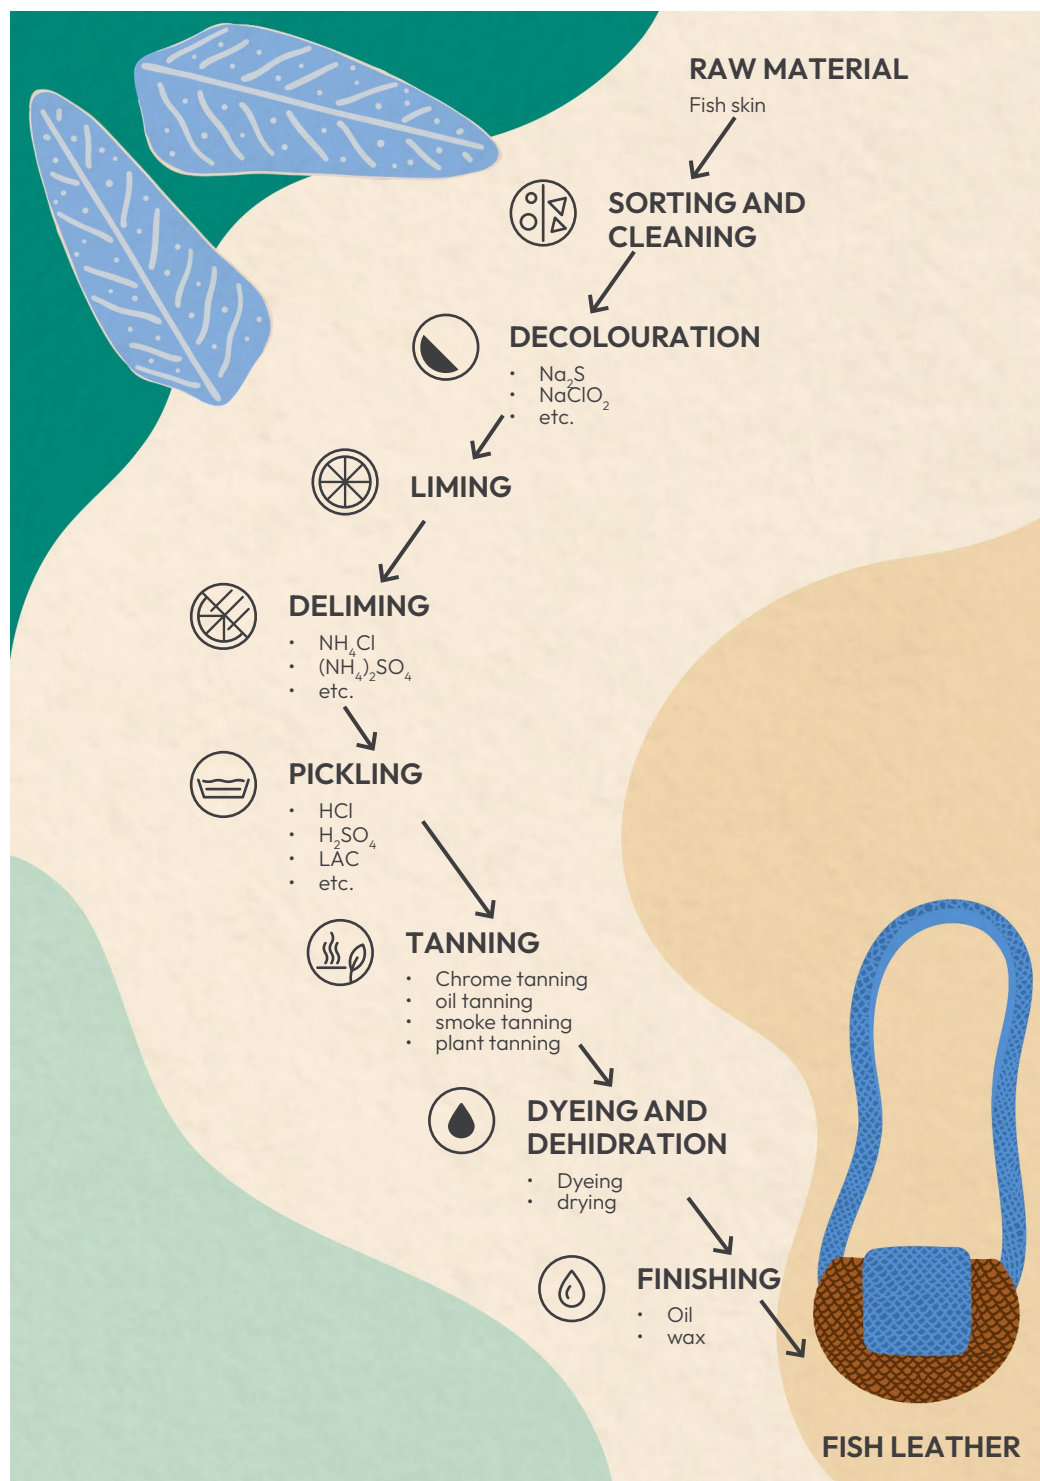 RAW MATERIAL
Fish skin
SORTING AND
CLEANING
DECOLOURATION
• Na₂S
• NaClO₂
• etc.
LIMING
DELIMING
• NH₄Cl
• (NH₄)₂SO₄
• etc.
PICKLING
• HCl
• H₂SO₄
• LAC
• etc.
TANNING
• Chrome tanning
• oil tanning
• smoke tanning
• plant tanning
DYEING AND
DEHIDRATION
• Dyeing
• drying
FINISHING
• Oil
• wax
FISH LEATHER